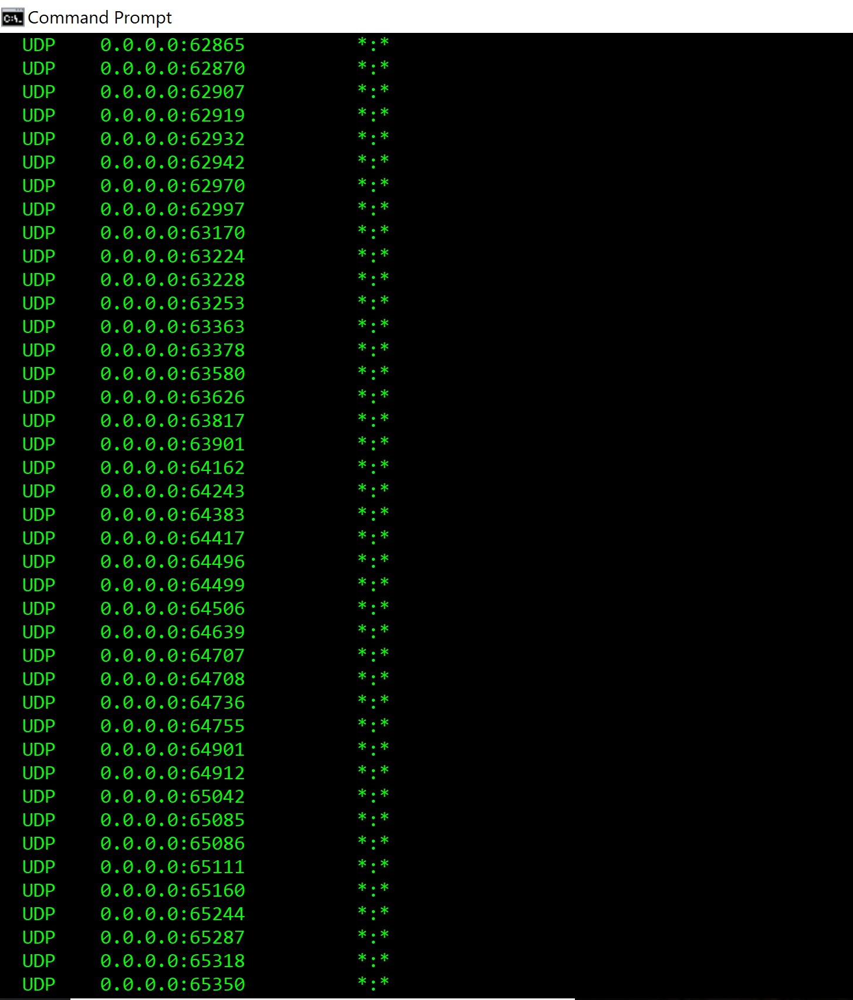 Command Prompt
UDP 0.0.0.0:62865 *:*
UDP 0.0.0.0:62870 *:*
UDP 0.0.0.0:62907 *:*
UDP 0.0.0.0:62919 *:*
UDP 0.0.0.0:62932 *:*
UDP 0.0.0.0:62942 *:*
UDP 0.0.0.0:62970 *:*
UDP 0.0.0.0:62997 *:*
UDP 0.0.0.0:63170 *:*
UDP 0.0.0.0:63224 *:*
UDP 0.0.0.0:63228 *:*
UDP 0.0.0.0:63253 *:*
UDP 0.0.0.0:63363 *:*
UDP 0.0.0.0:63378 *:*
UDP 0.0.0.0:63580 *:*
UDP 0.0.0.0:63626 *:*
UDP 0.0.0.0:63817 *:*
UDP 0.0.0.0:63901 *:*
UDP 0.0.0.0:64162 *:*
UDP 0.0.0.0:64243 *:*
UDP 0.0.0.0:64383 *:*
UDP 0.0.0.0:64417 *:*
UDP 0.0.0.0:64496 *:*
UDP 0.0.0.0:64499 *:*
UDP 0.0.0.0:64506 *:*
UDP 0.0.0.0:64639 *:*
UDP 0.0.0.0:64707 *:*
UDP 0.0.0.0:64708 *:*
UDP 0.0.0.0:64736 *:*
UDP 0.0.0.0:64755 *:*
UDP 0.0.0.0:64901 *:*
UDP 0.0.0.0:64912 *:*
UDP 0.0.0.0:65042 *:*
UDP 0.0.0.0:65085 *:*
UDP 0.0.0.0:65086 *:*
UDP 0.0.0.0:65111 *:*
UDP 0.0.0.0:65160 *:*
UDP 0.0.0.0:65244 *:*
UDP 0.0.0.0:65287 *:*
UDP 0.0.0.0:65318 *:*
UDP 0.0.0.0:65350 *:*